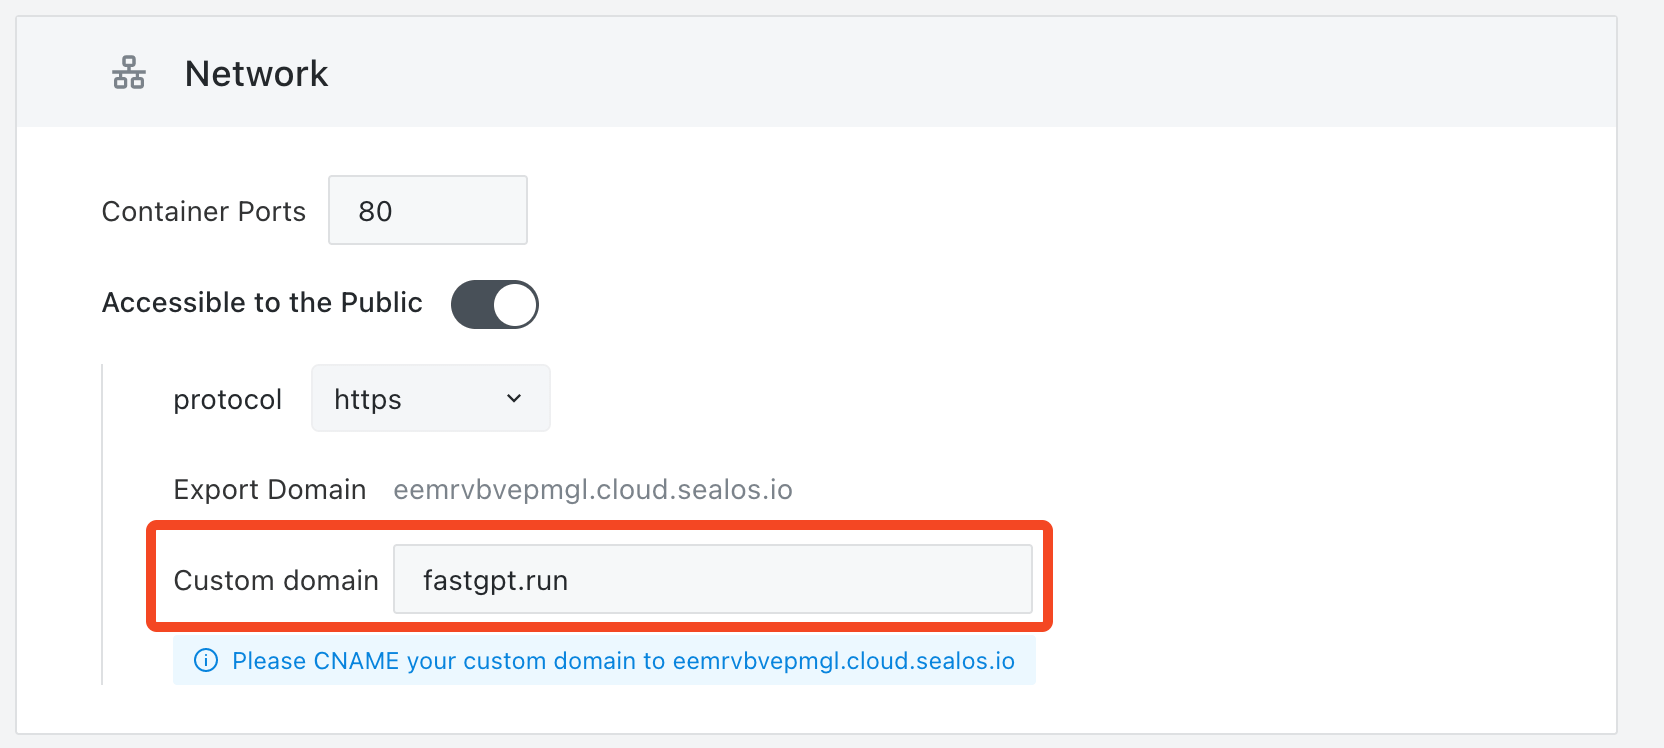 Network
Container Ports 80
Accessible to the Public
protocol https
Export Domain eemrvbvepmgl.cloud.sealos.io
Custom domain fastgpt.run
Please CNAME your custom domain to eemrvbvepmgl.cloud.sealos.io